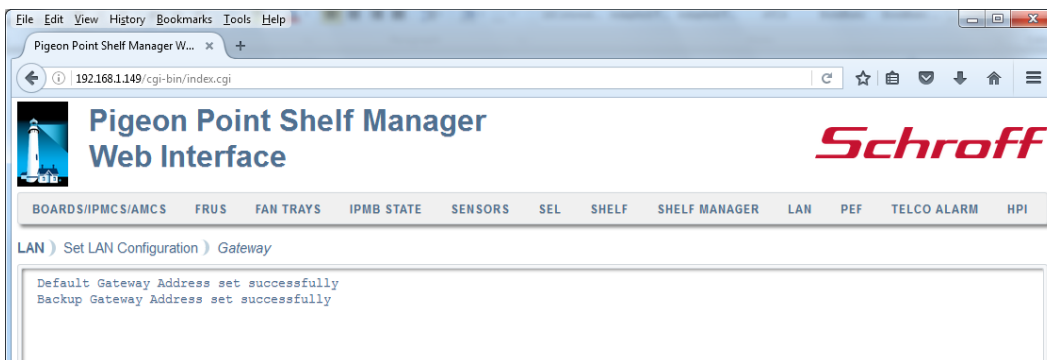 File Edit View History Bookmarks Tools Help
Pigeon Point Shelf Manager W... × +
192.168.1.149/cgi-bin/index.cgi
Pigeon Point Shelf Manager
Web Interface
Schroff
BOARDS/IPMCS/AMCS FRUS FAN TRAYS IPMB STATE SENSORS SEL SHELF SHELF MANAGER LAN PEF TELCO ALARM HPI
LAN ) Set LAN Configuration ) Gateway
Default Gateway Address set successfully
Backup Gateway Address set successfully